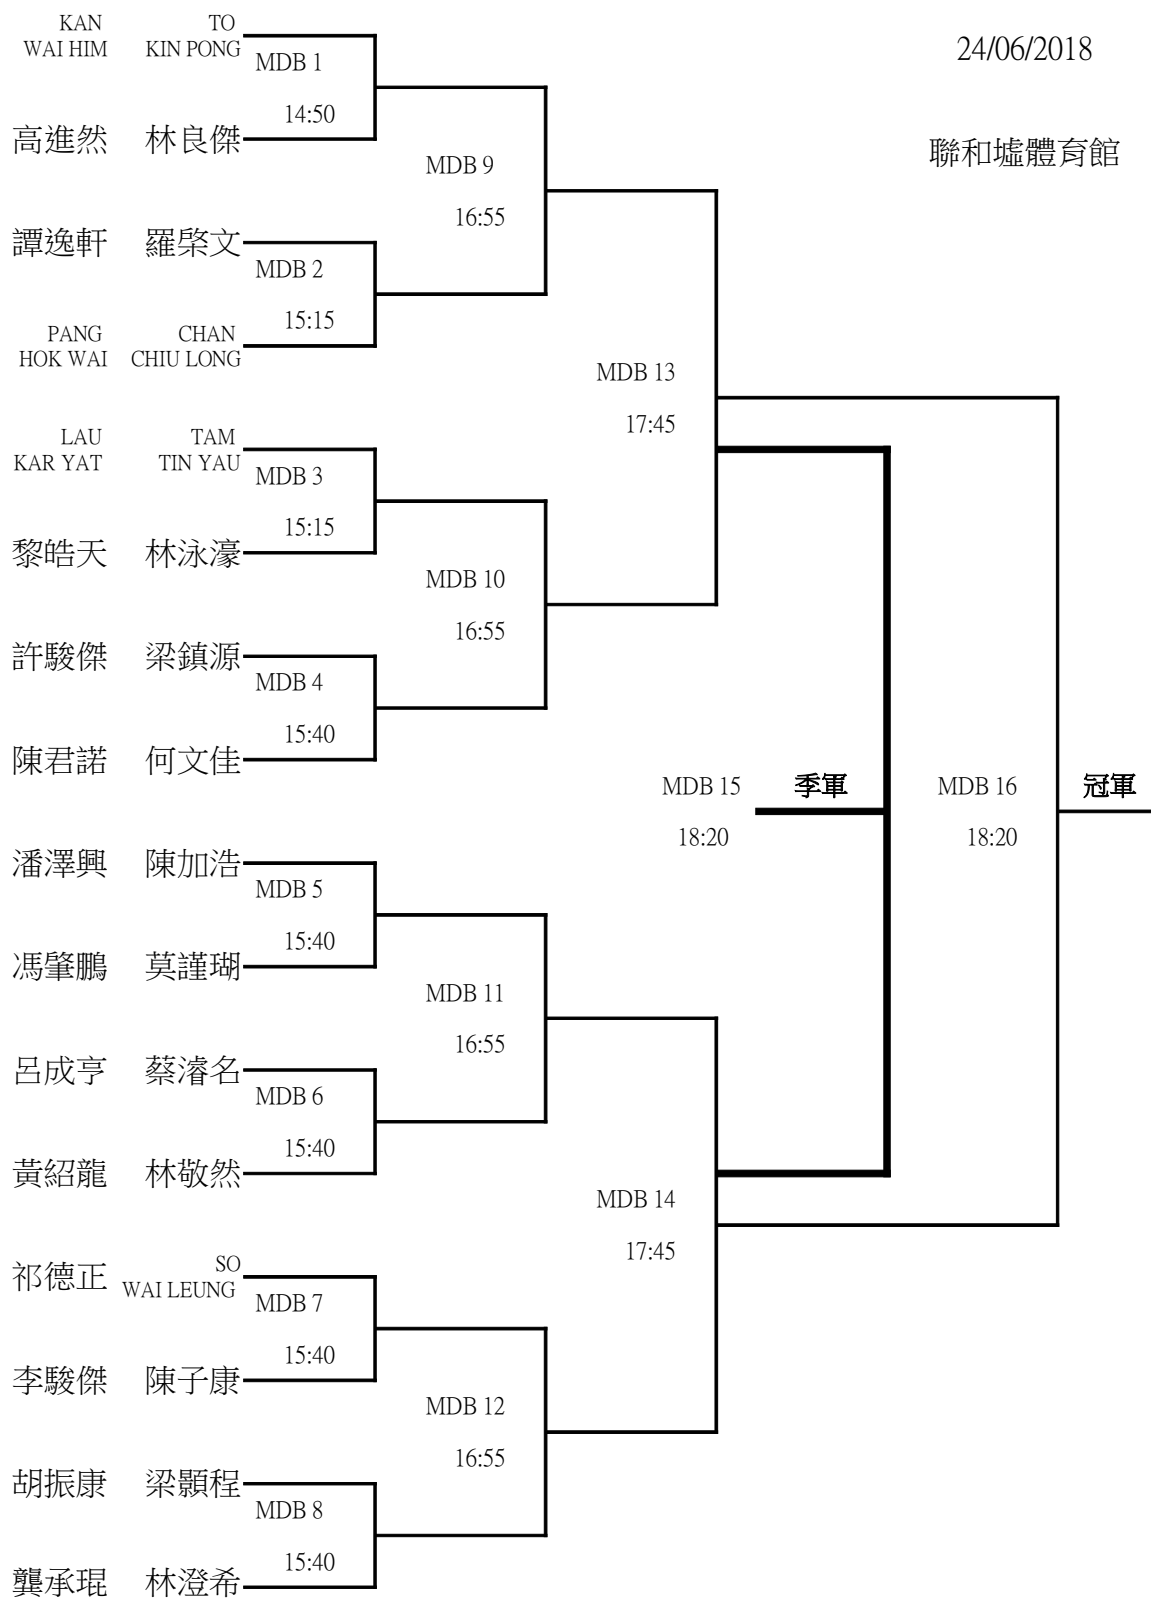 KAN TO
WAI HIM KIN PONG
24/06/2018
MDB 1
14:50
高進然 林良傑
聯和墟體育館
MDB 9
16:55
譚逸軒 羅棨文
MDB 2
15:15
PANG CHAN
HOK WAI CHIU LONG
MDB 13
17:45
LAU TAM
KAR YAT TIN YAU
MDB 3
15:15
黎皓天 林泳濠
MDB 10
16:55
許駿傑 梁鎮源
MDB 4
15:40
陳君諾 何文佳
MDB 15 季軍 MDB 16 冠軍
18:20 18:20
潘澤興 陳加浩
MDB 5
15:40
馮肇鵬 莫謹瑚
MDB 11
16:55
呂成亨 蔡濬名
MDB 6
15:40
黃紹龍 林敬然
MDB 14
17:45
祁德正 SO
WAI LEUNG
MDB 7
15:40
李駿傑 陳子康
MDB 12
16:55
胡振康 梁顥程
MDB 8
15:40
龔承琨 林澄希